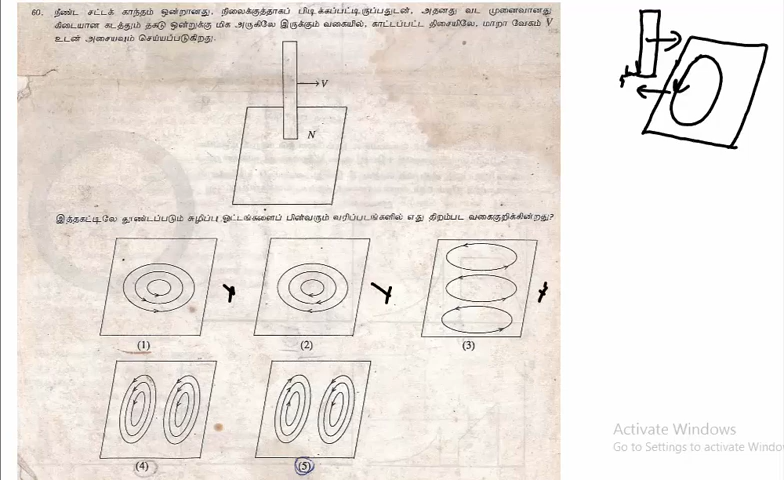 60. நீண்ட சட்டக் காந்தம் ஒன்றானது, நிலைக்குத்தாகப் பிடிக்கப்பட்டிருப்பதுடன், அதனது வட முனைவானது
கிடையான கடத்தும் தகடு ஒன்றுக்கு மிக அருகிலே இருக்கும் வகையில், காட்டப்பட்ட திசையிலே, மாறா வேகம் V
உடன் அசையவும் செய்யப்படுகிறது.
V
N
இத்தகட்டிலே தூண்டப்படும் சுழிப்பு ஓட்டங்களைப் பின்வரும் வரிப்படங்களில் எது திறம்பட வகைகுறிக்கின்றது?
(1) (2) (3)
(4) (5)
Activate Windows
Go to Settings to activate Windo